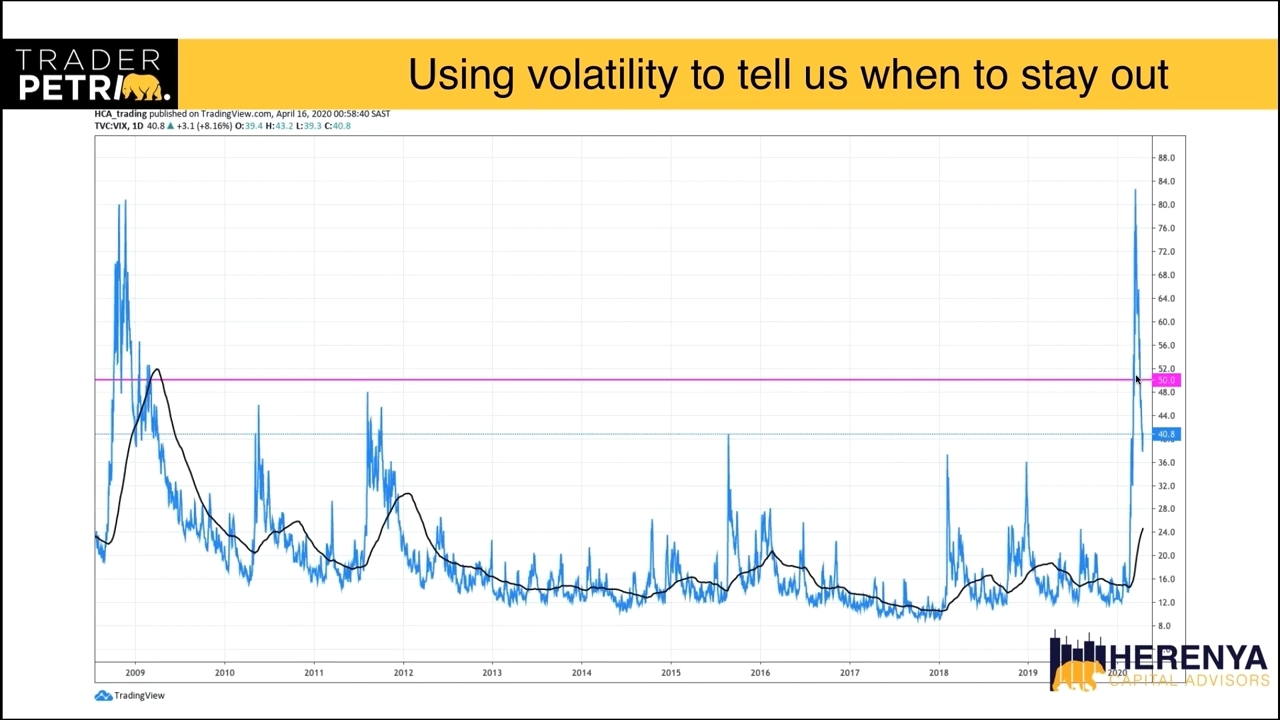 TRADER
PETRI.
Using volatility to tell us when to stay out
HCA_trading published on TradingView.com, April 16, 2020 00:58:40 SAST
TVC:VIX, 1D 40.8 ▲ +3.1 (+8.16%) O:39.4 H:43.2 L:39.3 C:40.8
88.0
84.0
80.0
76.0
72.0
68.0
64.0
60.0
56.0
52.0
50.0
48.0
44.0
40.8
36.0
32.0
28.0
24.0
20.0
16.0
12.0
8.0
2009 2010 2011 2012 2013 2014 2015 2016 2017 2018 2019 2020
HERENYA
CAPITAL ADVISORS
TradingView